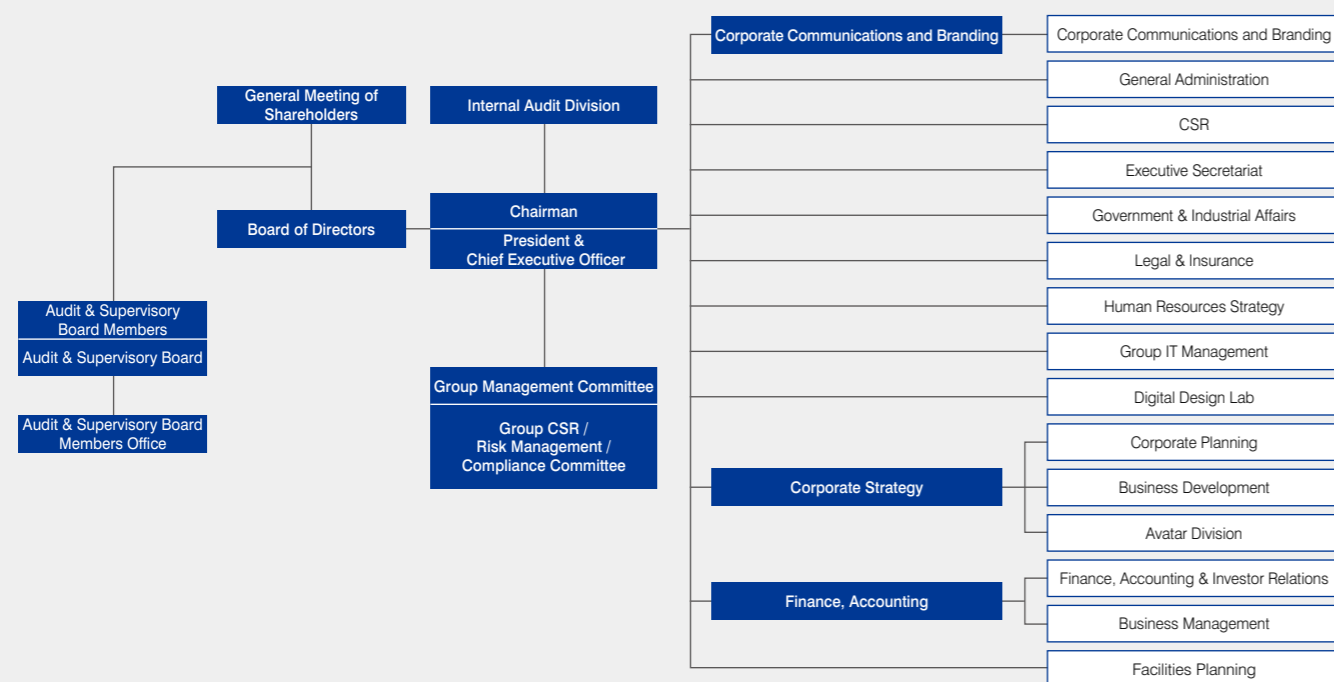 General Meeting of
Shareholders
Board of Directors
Audit & Supervisory
Board Members
Audit & Supervisory Board
Audit & Supervisory Board
Members Office
Internal Audit Division
Chairman
President &
Chief Executive Officer
Group Management Committee
Group CSR /
Risk Management /
Compliance Committee
Corporate Communications and Branding
Corporate Communications and Branding
General Administration
CSR
Executive Secretariat
Government & Industrial Affairs
Legal & Insurance
Human Resources Strategy
Group IT Management
Digital Design Lab
Corporate Strategy
Corporate Planning
Business Development
Avatar Division
Finance, Accounting
Finance, Accounting & Investor Relations
Business Management
Facilities Planning